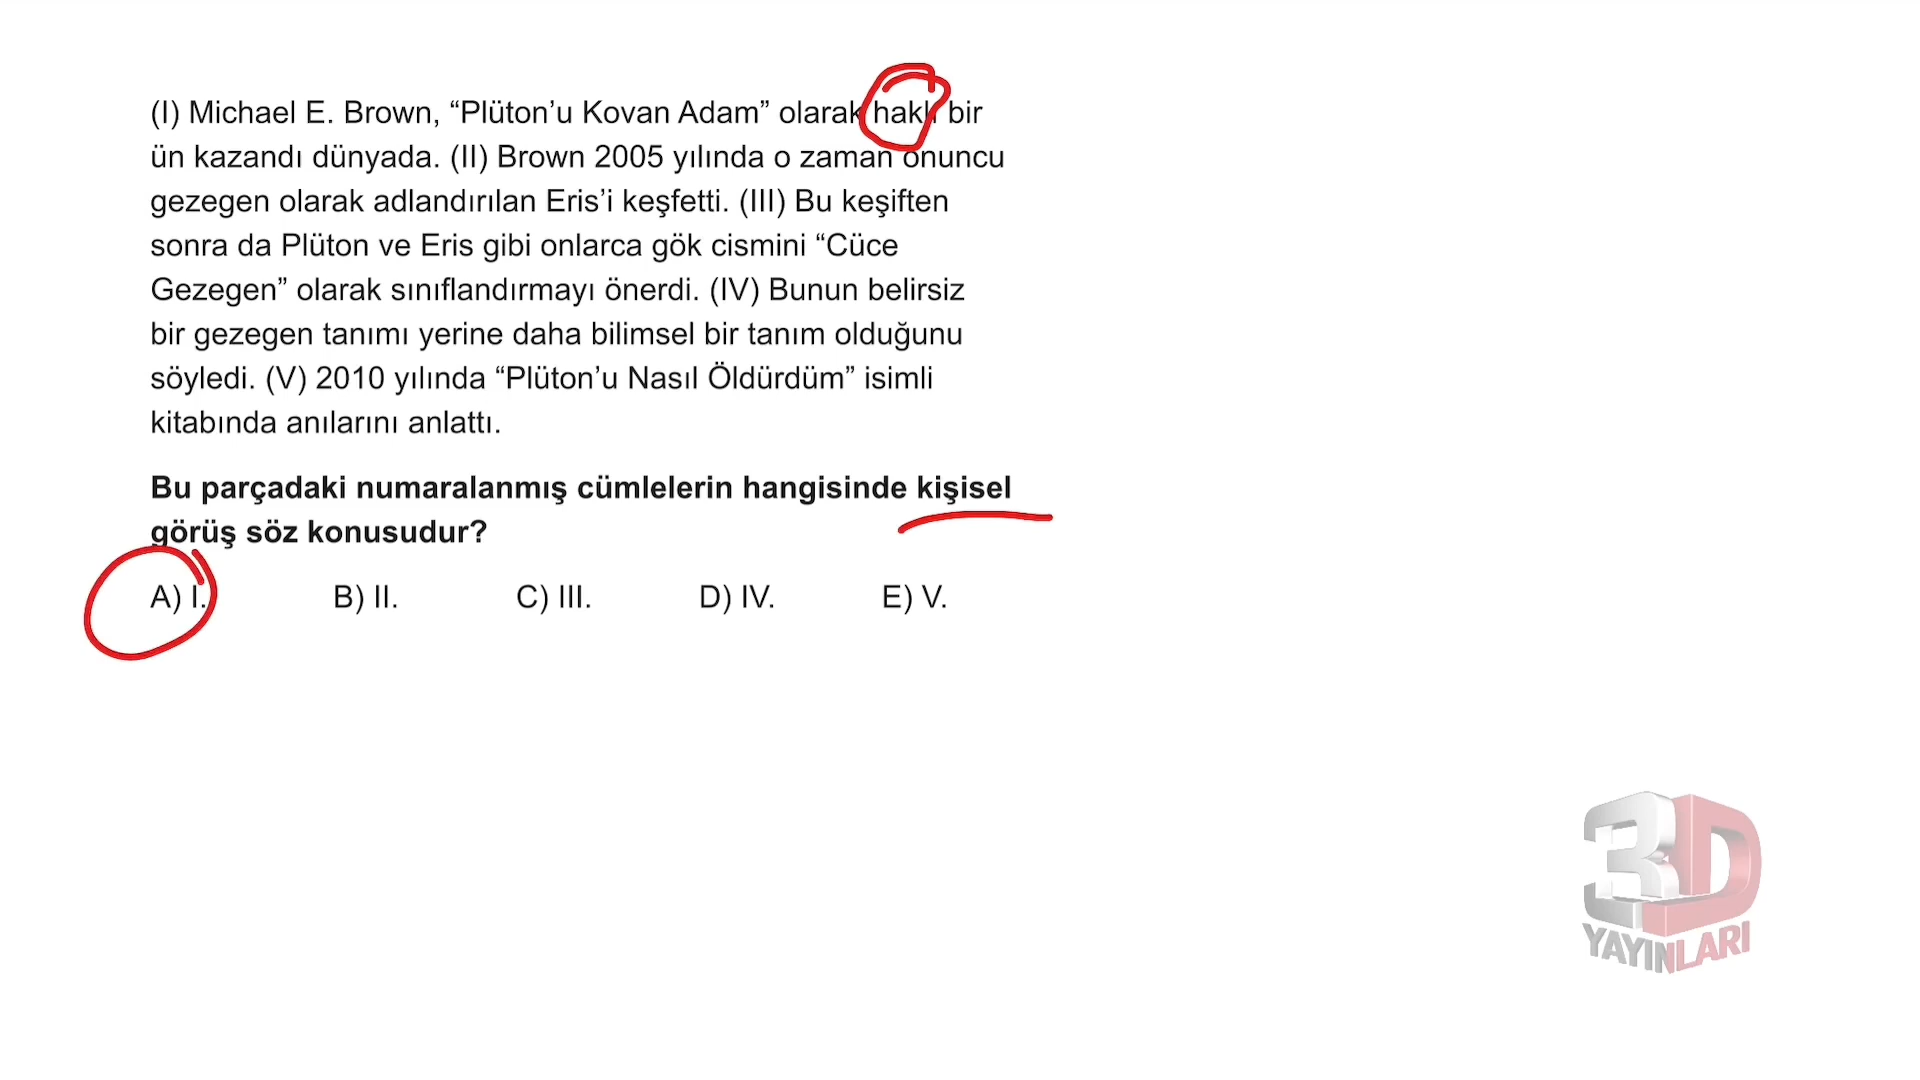 (I) Michael E. Brown, “Plüton’u Kovan Adam” olarak haklı bir
ün kazandı dünyada. (II) Brown 2005 yılında o zaman onuncu
gezegen olarak adlandırılan Eris’i keşfetti. (III) Bu keşiften
sonra da Plüton ve Eris gibi onlarca gök cismini “Cüce
Gezegen” olarak sınıflandırmayı önerdi. (IV) Bunun belirsiz
bir gezegen tanımı yerine daha bilimsel bir tanım olduğunu
söyledi. (V) 2010 yılında “Plüton’u Nasıl Öldürdüm” isimli
kitabında anılarını anlattı.
Bu parçadaki numaralanmış cümlelerin hangisinde kişisel
görüş söz konusudur?
A) I. B) II. C) III. D) IV. E) V.
3D
YAYINLARI